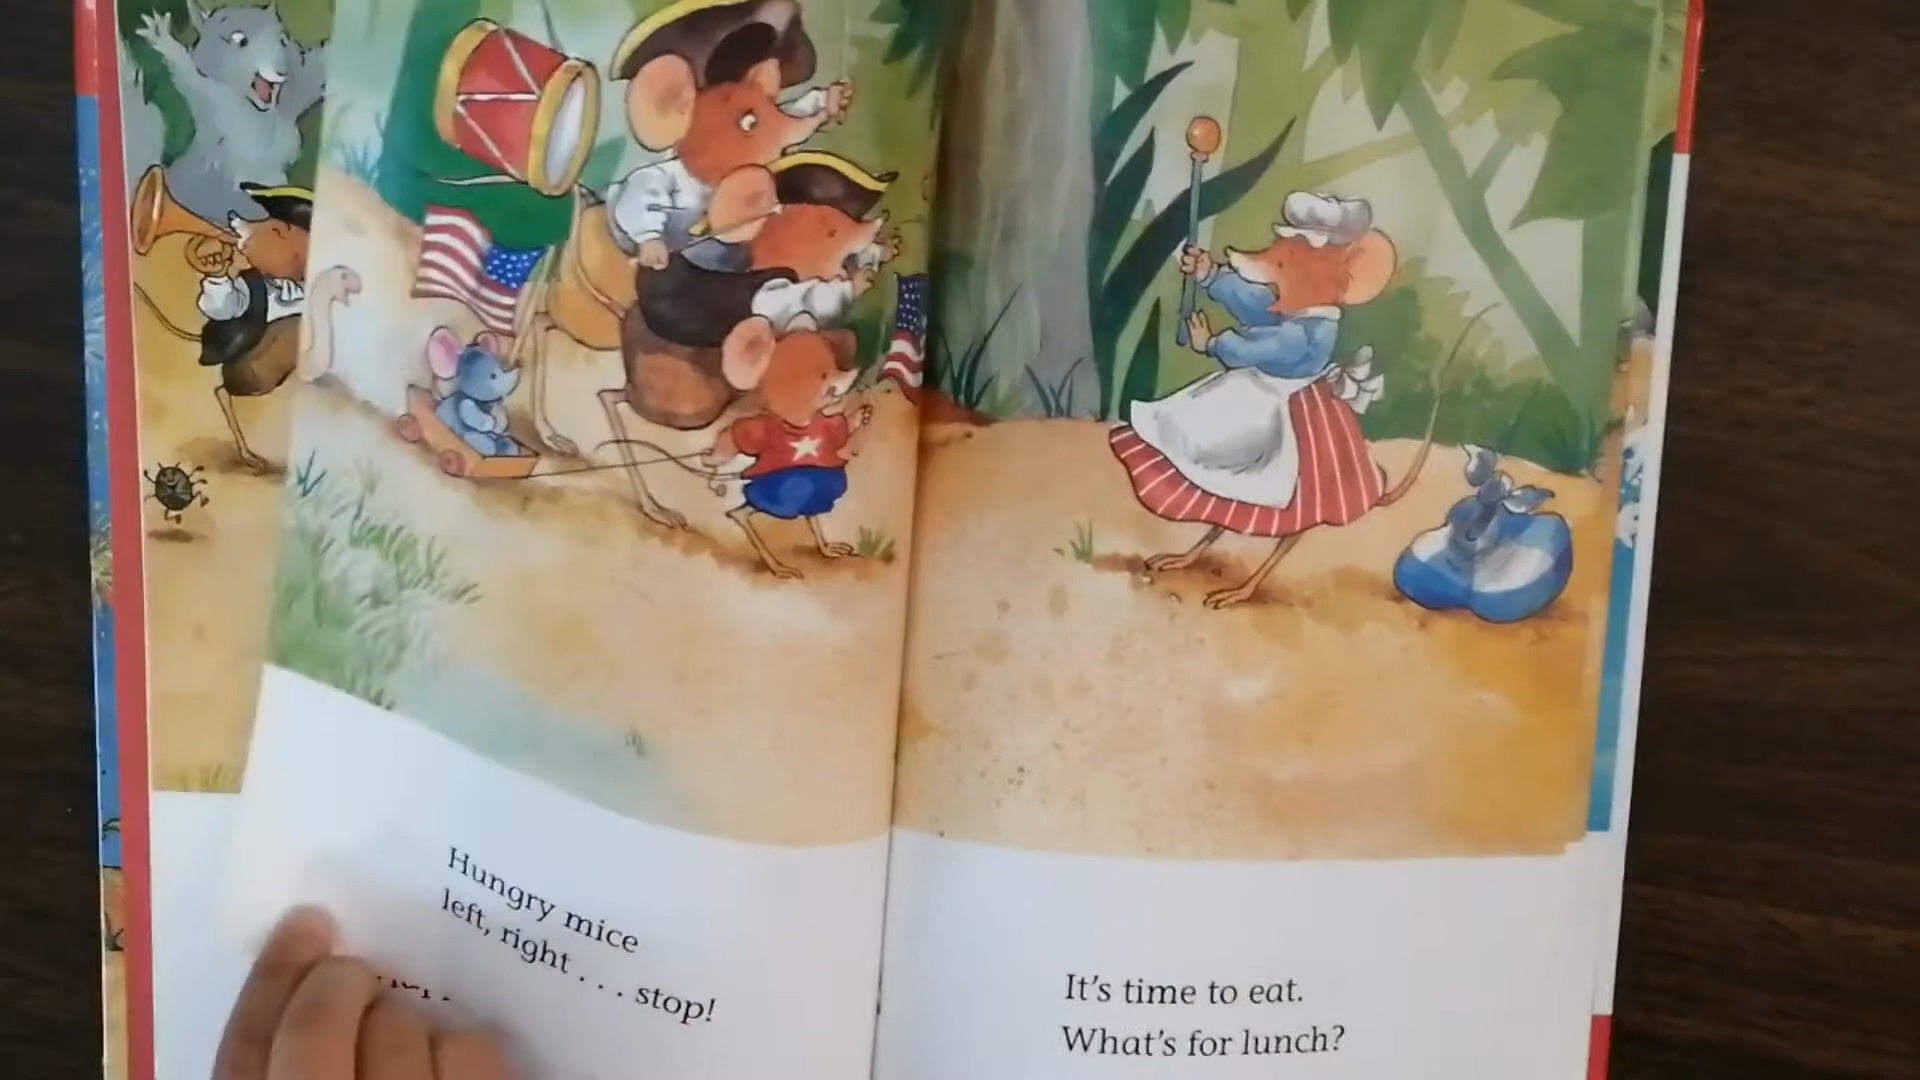 Hungry mice
left, right . . . stop!
It's time to eat.
What's for lunch?